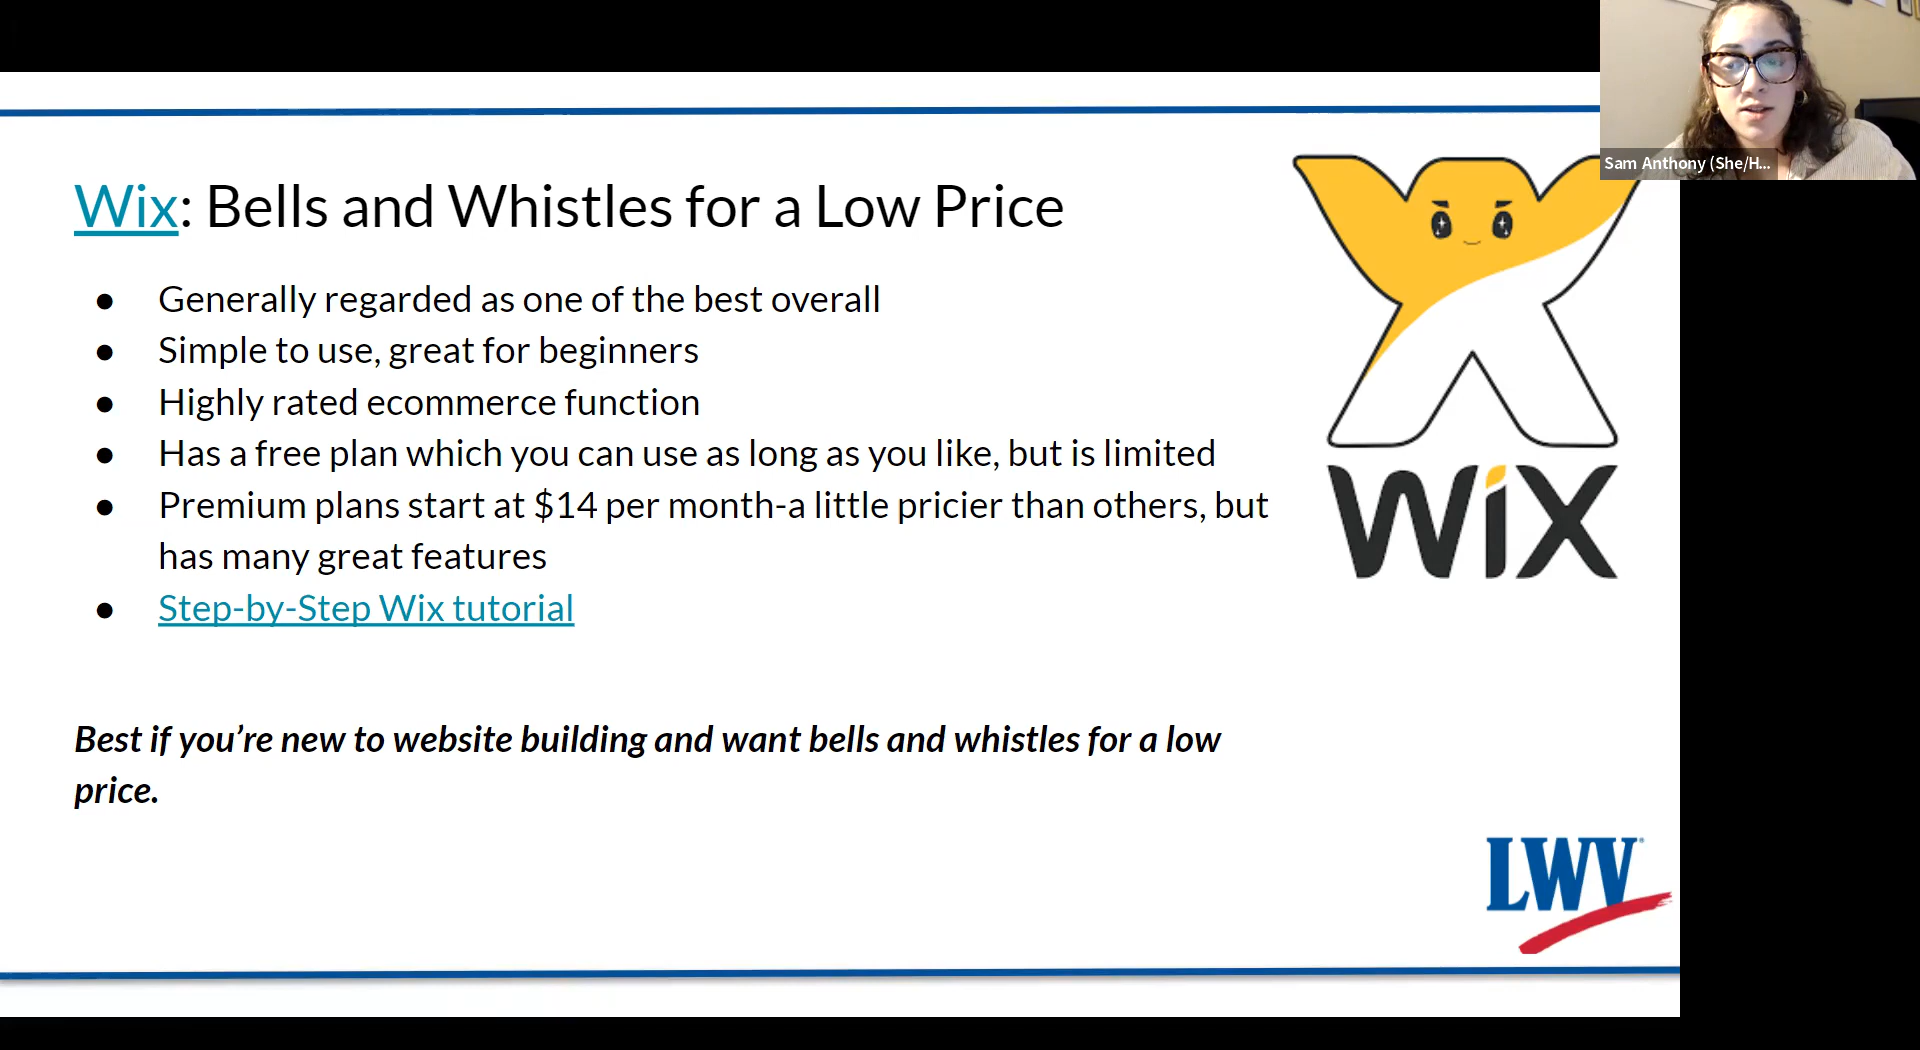 Sam Anthony (She/H...
Wix: Bells and Whistles for a Low Price
● Generally regarded as one of the best overall
● Simple to use, great for beginners
● Highly rated ecommerce function
● Has a free plan which you can use as long as you like, but is limited
● Premium plans start at $14 per month-a little pricier than others, but
has many great features
● Step-by-Step Wix tutorial
Best if you're new to website building and want bells and whistles for a low
price.
WiX
LWV